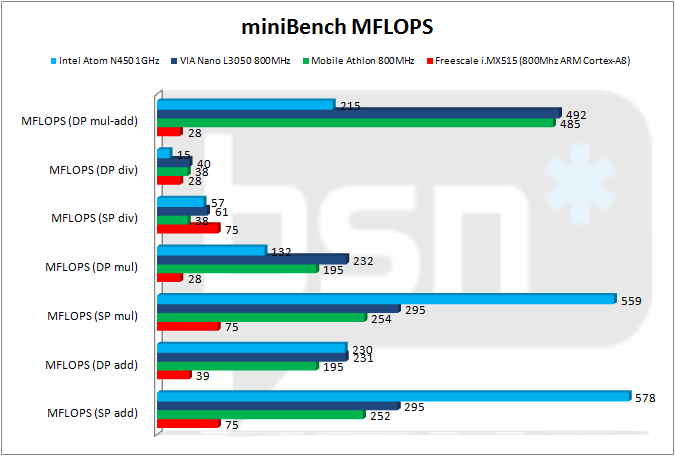 miniBench MFLOPS
Intel Atom N450 1GHz VIA Nano L3050 800MHz Mobile Athlon 800MHz Freescale i.MX515 (800Mhz ARM Cortex-A8)
MFLOPS (DP mul-add)
215
492
485
28
MFLOPS (DP div)
15
40
38
28
MFLOPS (SP div)
57
61
38
75
MFLOPS (DP mul)
132
232
195
28
MFLOPS (SP mul)
559
295
254
75
MFLOPS (DP add)
230
231
195
39
MFLOPS (SP add)
578
295
252
75
bsn*